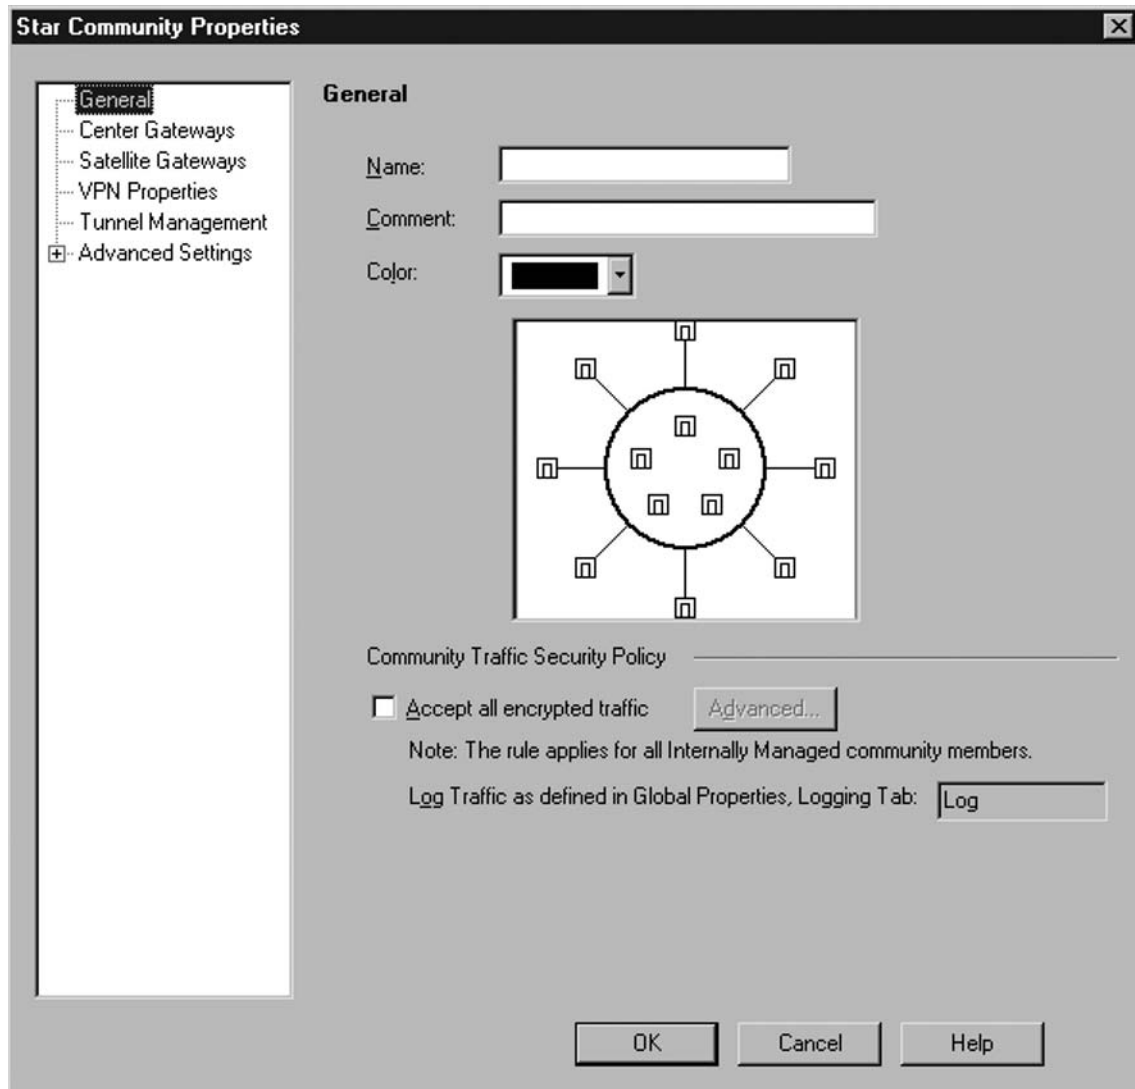 Star Community Properties
General
Center Gateways
Satellite Gateways
VPN Properties
Tunnel Management
Advanced Settings
General
Name:
Comment:
Color:
Community Traffic Security Policy
Accept all encrypted traffic
Advanced...
Note: The rule applies for all Internally Managed community members.
Log Traffic as defined in Global Properties, Logging Tab:
Log
OK
Cancel
Help